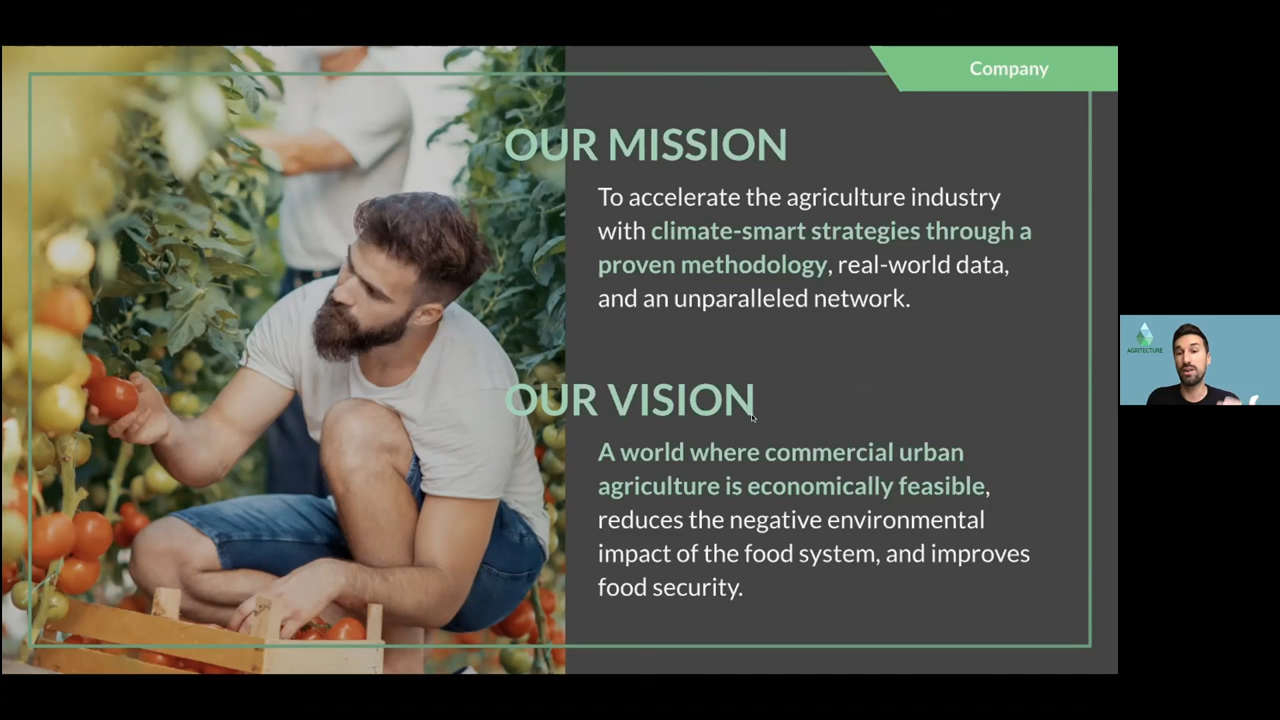 Company
OUR MISSION
To accelerate the agriculture industry
with climate-smart strategies through a
proven methodology, real-world data,
and an unparalleled network.
OUR VISION
A world where commercial urban
agriculture is economically feasible,
reduces the negative environmental
impact of the food system, and improves
food security.
AGRITECTURE